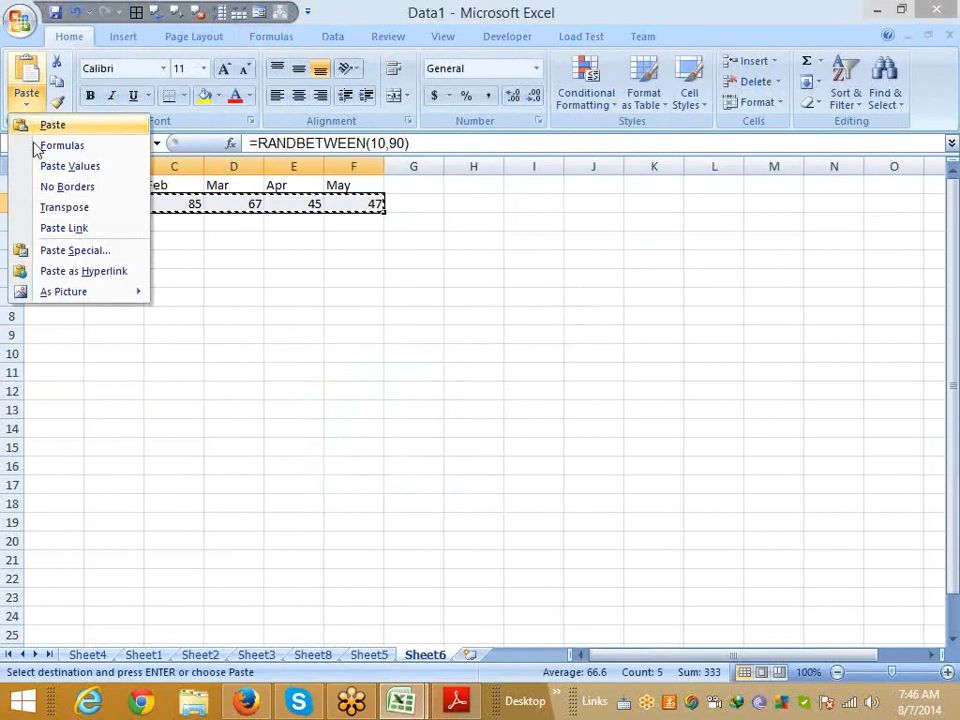 Data1 - Microsoft Excel
Home Insert Page Layout Formulas Data Review View Developer Load Test Team
Paste
Calibri 11 A A
B I U A
General
$ % ,
Conditional Formatting
Format as Table
Cell Styles
Insert
Delete
Format
Σ
Sort & Filter
Find & Select
Font Alignment Number Styles Cells Editing
Paste
Formulas
Paste Values
No Borders
Transpose
Paste Link
Paste Special...
Paste as Hyperlink
As Picture
fx =RANDBETWEEN(10,90)
C D E F G H I J K L M N O
Feb Mar Apr May
85 67 45 47
8
9
10
11
12
13
14
15
16
17
18
19
20
21
22
23
24
25
Sheet4 Sheet1 Sheet2 Sheet3 Sheet8 Sheet5 Sheet6
Select destination and press ENTER or choose Paste Average: 66.6 Count: 5 Sum: 333 100%
Desktop Links
7:46 AM
8/7/2014